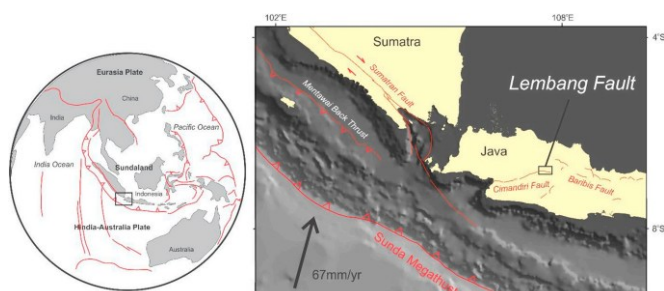 Eurasia Plate
China
India
Pacific Ocean
India Ocean
Sundaland
Indonesia
Hindia-Australia Plate
Australia
102°E
108°E
4°S
8°S
Sumatra
Sumatran Fault
Mentawai Back Thrust
Lembang Fault
Java
Cimandiri Fault
Baribis Fault
Sunda Megathrust
67mm/yr